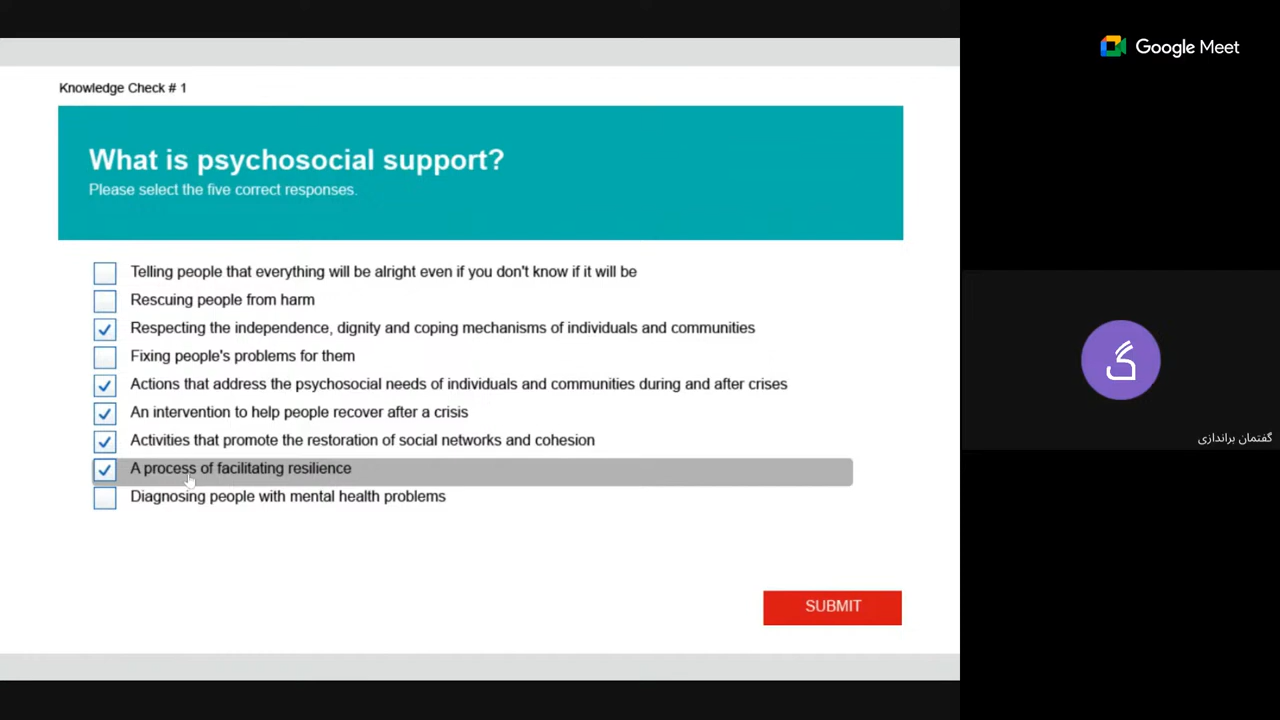 Google Meet
Knowledge Check # 1
What is psychosocial support?
Please select the five correct responses.
Telling people that everything will be alright even if you don't know if it will be
Rescuing people from harm
Respecting the independence, dignity and coping mechanisms of individuals and communities
Fixing people's problems for them
Actions that address the psychosocial needs of individuals and communities during and after crises
An intervention to help people recover after a crisis
Activities that promote the restoration of social networks and cohesion
A process of facilitating resilience
Diagnosing people with mental health problems
SUBMIT
گ
گفتمان براندازی